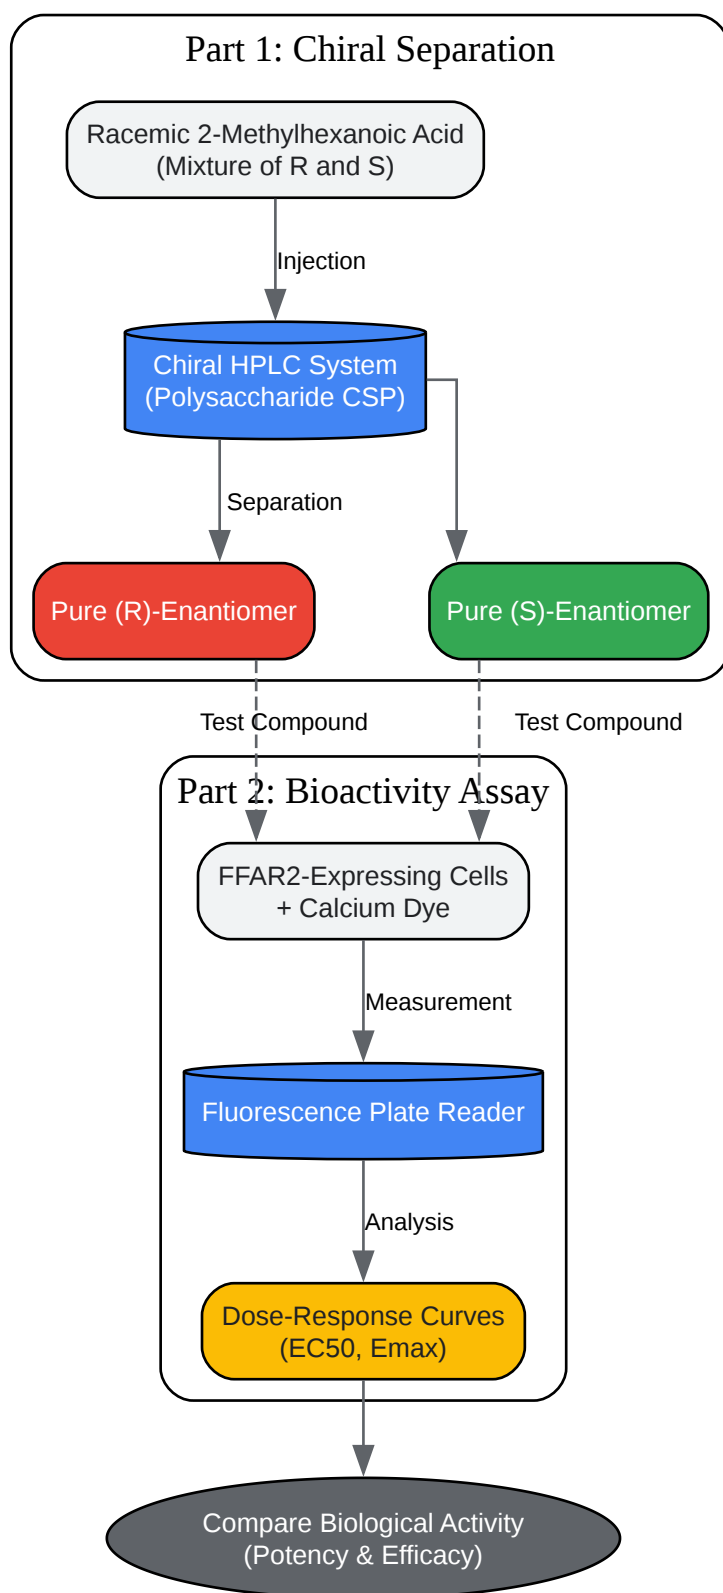 Part 1: Chiral Separation
Racemic 2-Methylhexanoic Acid
(Mixture of R and S)
Injection
Chiral HPLC System
(Polysaccharide CSP)
Separation
Pure (R)-Enantiomer
Pure (S)-Enantiomer
Test Compound
Test Compound
Part 2: Bioactivity Assay
FFAR2-Expressing Cells
+ Calcium Dye
Measurement
Fluorescence Plate Reader
Analysis
Dose-Response Curves
(EC50, Emax)
Compare Biological Activity
(Potency & Efficacy)